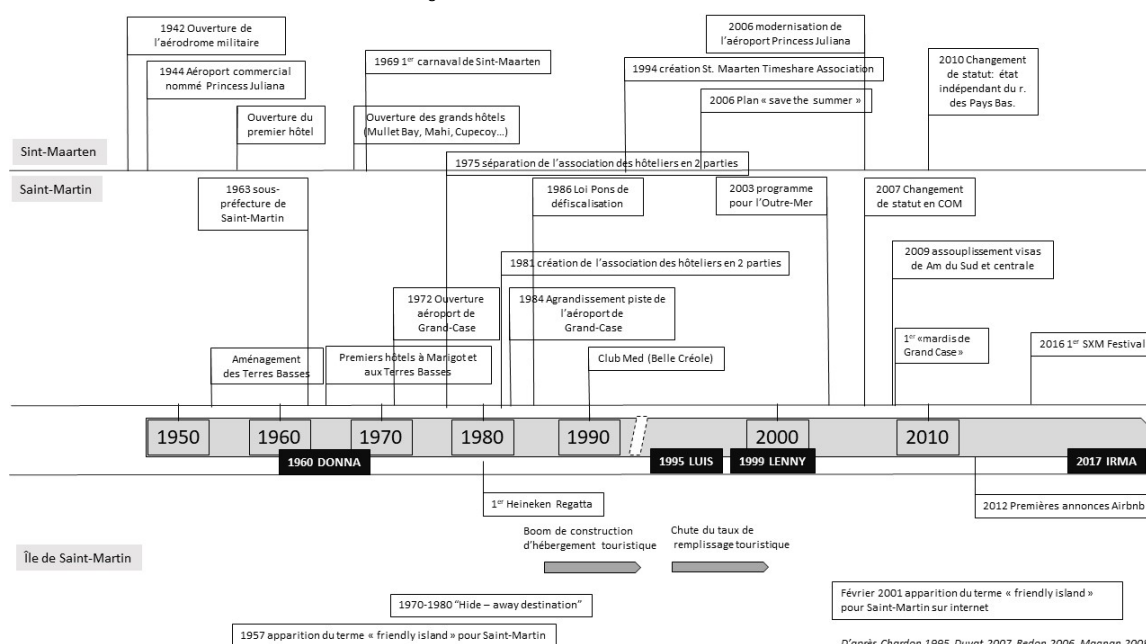 1942 Ouverture de
l'aérodrome militaire
1944 Aéroport commercial
nommé Princess Juliana
Ouverture du
premier hôtel
1969 1er carnaval de Sint-Maarten
Ouverture des grands hôtels
(Mullet Bay, Mahi, Cupecoy...)
2006 modernisation de
l'aéroport Princess Juliana
1994 création St. Maarten Timeshare Association
2006 Plan « save the summer »
2010 Changement
de statut: état
indépendant du r.
des Pays Bas.
Sint-Maarten
1975 séparation de l'association des hôteliers en 2 parties
Saint-Martin
1963 sous-
préfecture de
Saint-Martin
1986 Loi Pons de
défiscalisation
2003 programme
pour l'Outre-Mer
2007 Changement
de statut en COM
1981 création de l'association des hôteliers en 2 parties
2009 assouplissement visas
de Am du Sud et centrale
1972 Ouverture
aéroport de
Grand-Case
1984 Agrandissement piste de
l'aéroport de
Grand-Case
Aménagement
des Terres Basses
Premiers hôtels à Marigot et
aux Terres Basses
Club Med (Belle Créole)
1er «mardis de
Grand Case»
2016 1er SXM Festival
1950
1960
1970
1980
1990
2000
2010
1960 DONNA
1995 LUIS
1999 LENNY
2017 IRMA
1er Heineken Regatta
2012 Premières annonces Airbnb
Boom de construction
d'hébergement touristique
Chute du taux de
remplissage touristique
Île de Saint-Martin
1970-1980 "Hide – away destination"
1957 apparition du terme « friendly island » pour Saint-Martin
Février 2001 apparition du terme « friendly island »
pour Saint-Martin sur internet
D'après Chardon 1995, Duvat 2007, Redon 2006, Magnan